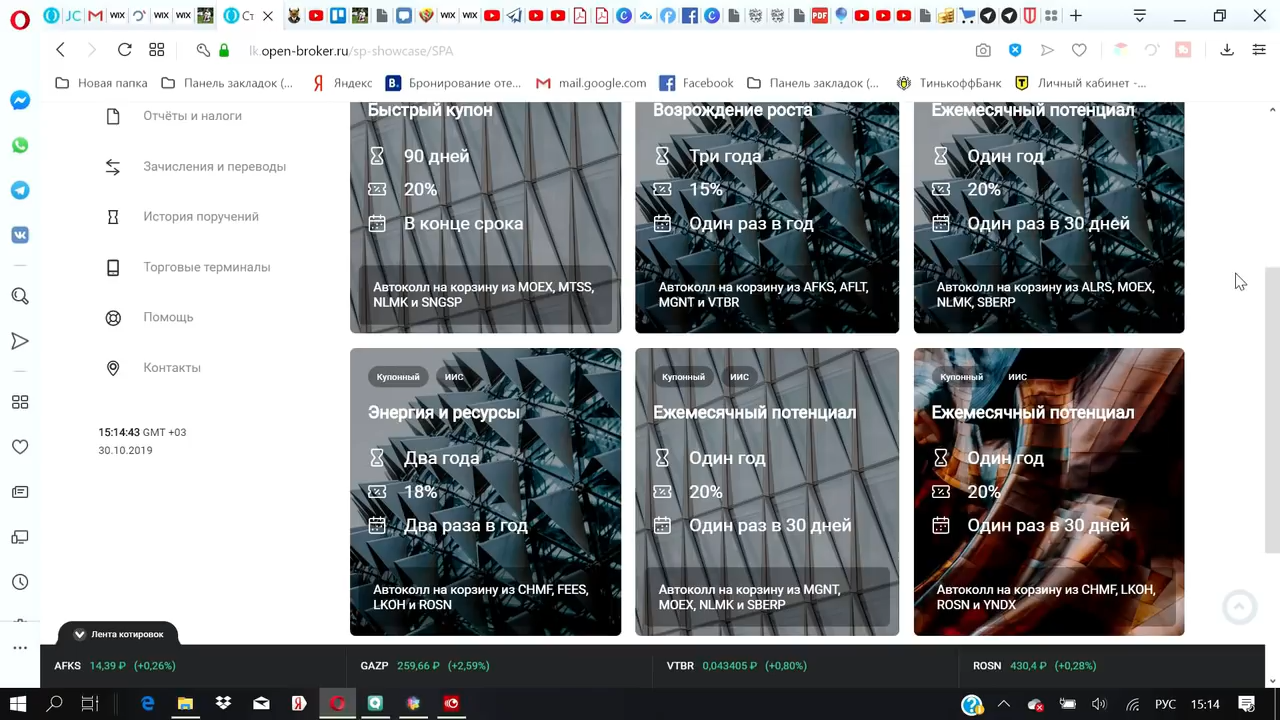 WIX
WIX
WIX
Ст
WIX
WIX
WIX
PDF
lk.open-broker.ru/sp-showcase/SPA
Новая папка
Панель закладок (...
Яндекс
Бронирование оте...
mail.google.com
Facebook
Панель закладок (...
ТинькоффБанк
Личный кабинет -...
Отчёты и налоги
Зачисления и переводы
История поручений
Торговые терминалы
Помощь
Контакты
15:14:43 GMT +03
30.10.2019
Быстрый купон
90 дней
20%
В конце срока
Автоколл на корзину из MOEX, MTSS,
NLMK и SNGSP
Возрождение роста
Три года
15%
Один раз в год
Автоколл на корзину из AFKS, AFLT,
MGNT и VTBR
Ежемесячный потенциал
Один год
20%
Один раз в 30 дней
Автоколл на корзину из ALRS, MOEX,
NLMK, SBERP
Купонный
ИИС
Энергия и ресурсы
Два года
18%
Два раза в год
Автоколл на корзину из CHMF, FEES,
LKOH и ROSN
Купонный
ИИС
Ежемесячный потенциал
Один год
20%
Один раз в 30 дней
Автоколл на корзину из MGNT,
MOEX, NLMK и SBERP
Купонный
ИИС
Ежемесячный потенциал
Один год
20%
Один раз в 30 дней
Автоколл на корзину из CHMF, LKOH,
ROSN и YNDX
Лента котировок
AFKS 14,39 ₽ (+0,26%)
GAZP 259,66 ₽ (+2,59%)
VTBR 0,043405 ₽ (+0,80%)
ROSN 430,4 ₽ (+0,28%)
РУС
15:14